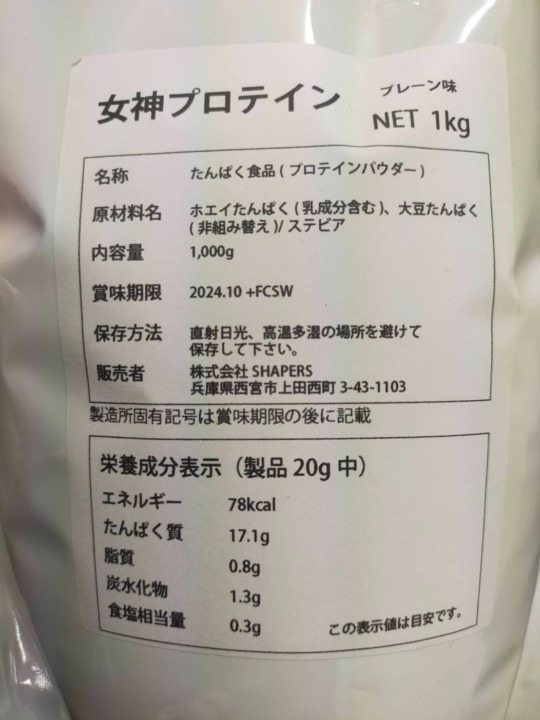 女神プロテイン
プレーン味
NET 1kg
名称 たんぱく食品 ( プロテインパウダー )
原材料名 ホエイたんぱく ( 乳成分含む )、大豆たんぱく
( 非組み替え )/ ステビア
内容量 1,000g
賞味期限 2024.10 +FCSW
保存方法 直射日光、高温多湿の場所を避けて
保存して下さい。
販売者 株式会社 SHAPERS
兵庫県西宮市上田西町 3-43-1103
製造所固有記号は賞味期限の後に記載
栄養成分表示（製品 20g 中）
エネルギー 78kcal
たんぱく質 17.1g
脂質 0.8g
炭水化物 1.3g
食塩相当量 0.3g
この表示値は目安です。